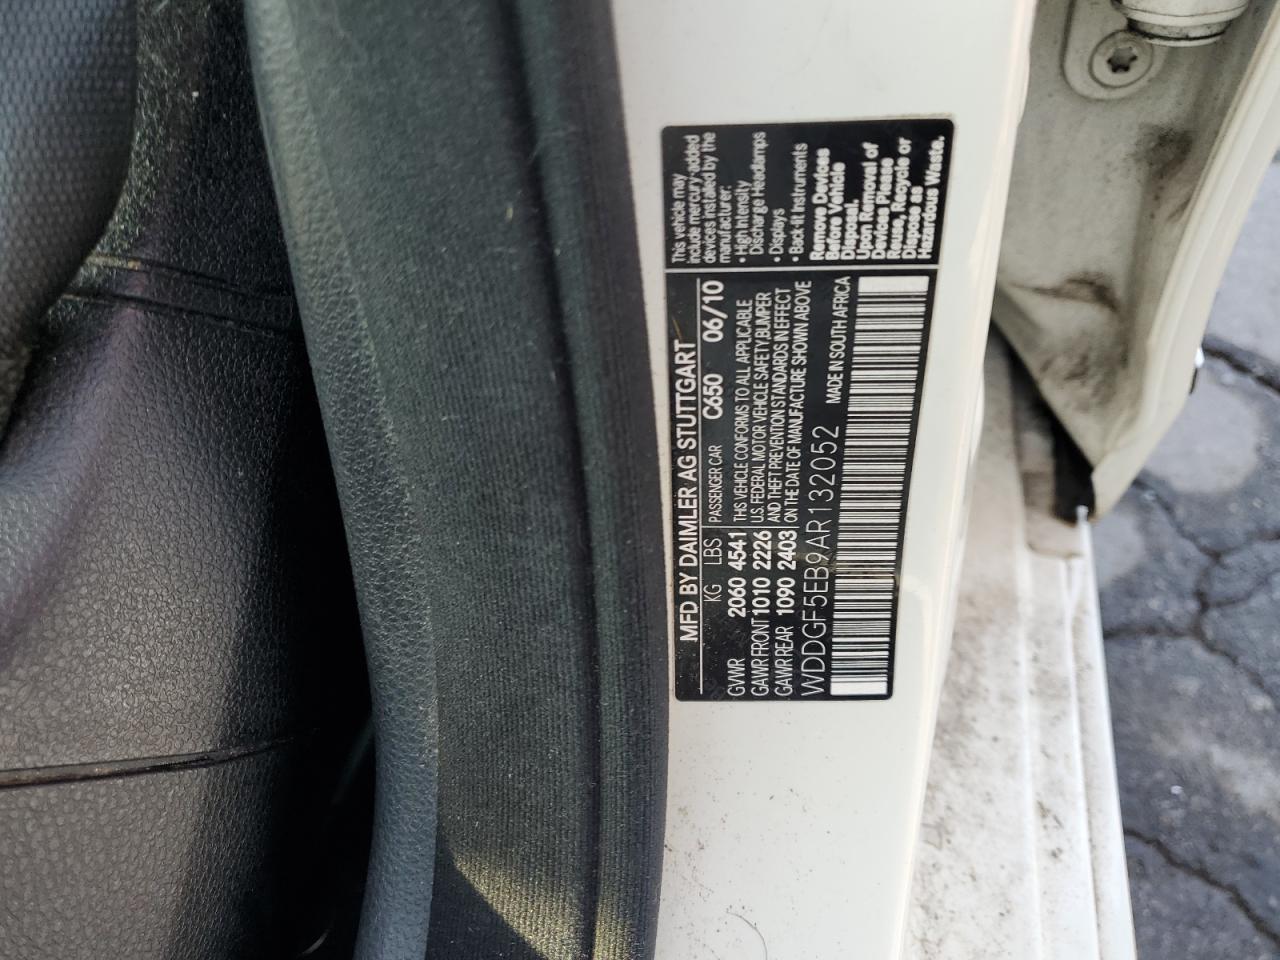 MFD BY DAIMLER AG STUTTGART
KG LBS PASSENGER CAR C650 06/10
GVWR 2060 4541
GAWR FRONT 1010 2226
GAWR REAR 1090 2403
THIS VEHICLE CONFORMS TO ALL APPLICABLE
U.S. FEDERAL MOTOR VEHICLE SAFETY, BUMPER
AND THEFT PREVENTION STANDARDS IN EFFECT
ON THE DATE OF MANUFACTURE SHOWN ABOVE
WDDGF5EB9AR132052 MADE IN SOUTH AFRICA
This vehicle may
include mercury-added
devices installed by the
manufacturer:
• High Intensity
Discharge Headlamps
• Displays
• Back-lit Instruments
Remove Devices
Before Vehicle
Disposal.
Upon Removal of
Devices Please
Reuse, Recycle or
Dispose as
Hazardous Waste.